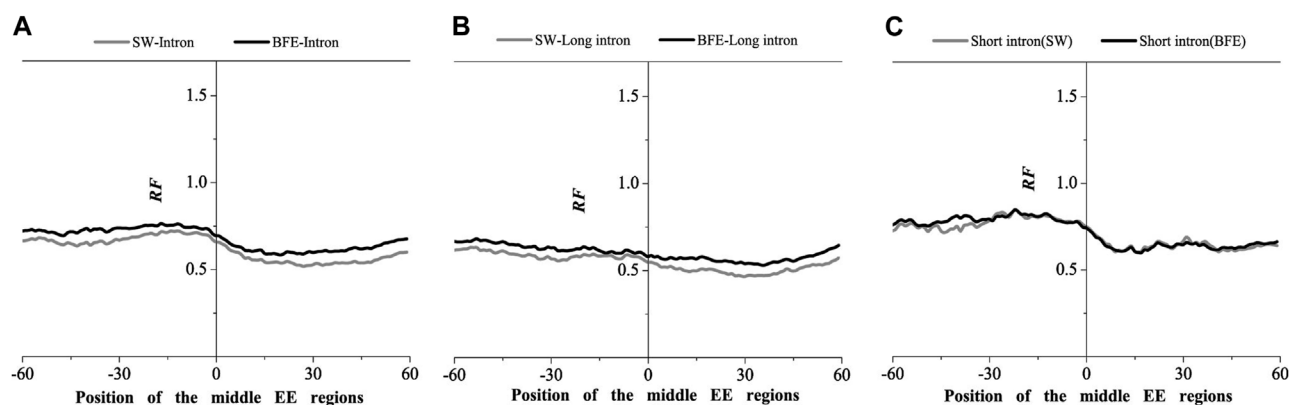 A
SW-Intron BFE-Intron
1.5
1.0
RF
0.5
-60 -30 0 30 60
Position of the middle EE regions
B
SW-Long intron BFE-Long intron
1.5
1.0
RF
0.5
-60 -30 0 30 60
Position of the middle EE regions
C
Short intron(SW) Short intron(BFE)
1.5
1.0
RF
0.5
-60 -30 0 30 60
Position of the middle EE regions